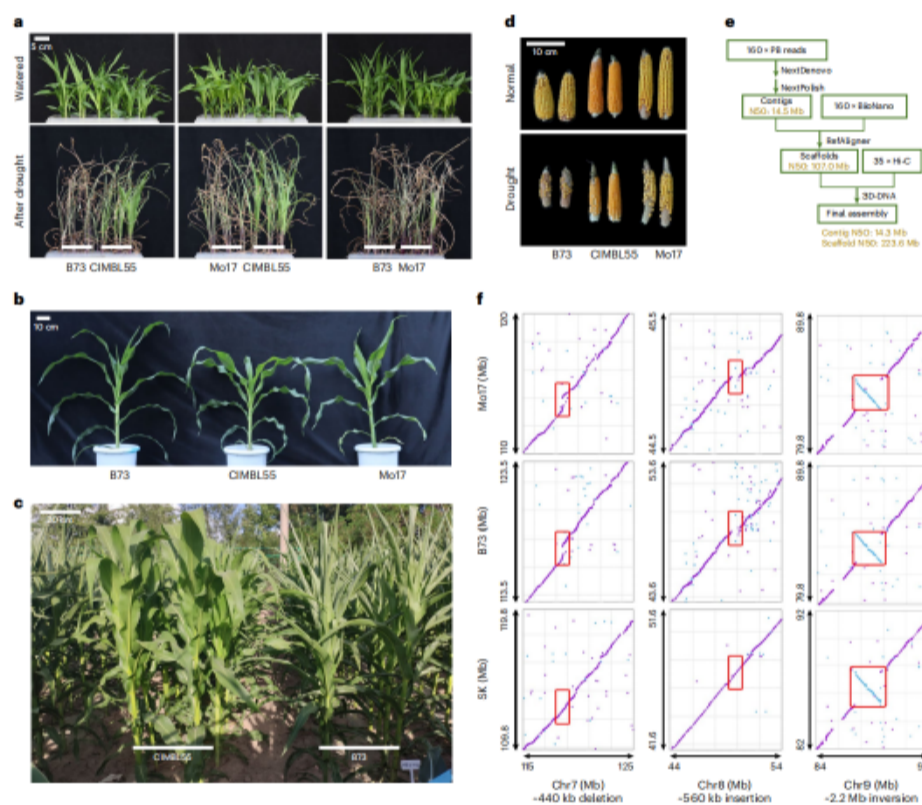 a
5 cm
Watered
After drought
B73 CIMBL55
Mo17 CIMBL55
B73 Mo17
b
10 cm
B73
CIMBL55
Mo17
c
CIMBL55
B73
d
10 cm
Normal
Drought
B73
CIMBL55
Mo17
e
160 × PB reads
NextDenovo
NextPolish
Contigs
N50: 14.5 Mb
160 × BioNano
RefAligner
Scaffolds
N50: 107.0 Mb
35 × Hi-C
3D-DNA
Final assembly
Contig N50: 14.3 Mb
Scaffold N50: 223.6 Mb
f
Mo17 (Mb)
120
110
45.5
44.5
89.8
79.8
B73 (Mb)
123.5
113.5
53.6
43.6
89.8
79.8
SK (Mb)
119.8
109.8
51.6
41.6
92
82
115
125
44
54
84
Chr7 (Mb)
~440 kb deletion
Chr8 (Mb)
~560 kb insertion
Chr9 (Mb)
~2.2 Mb inversion